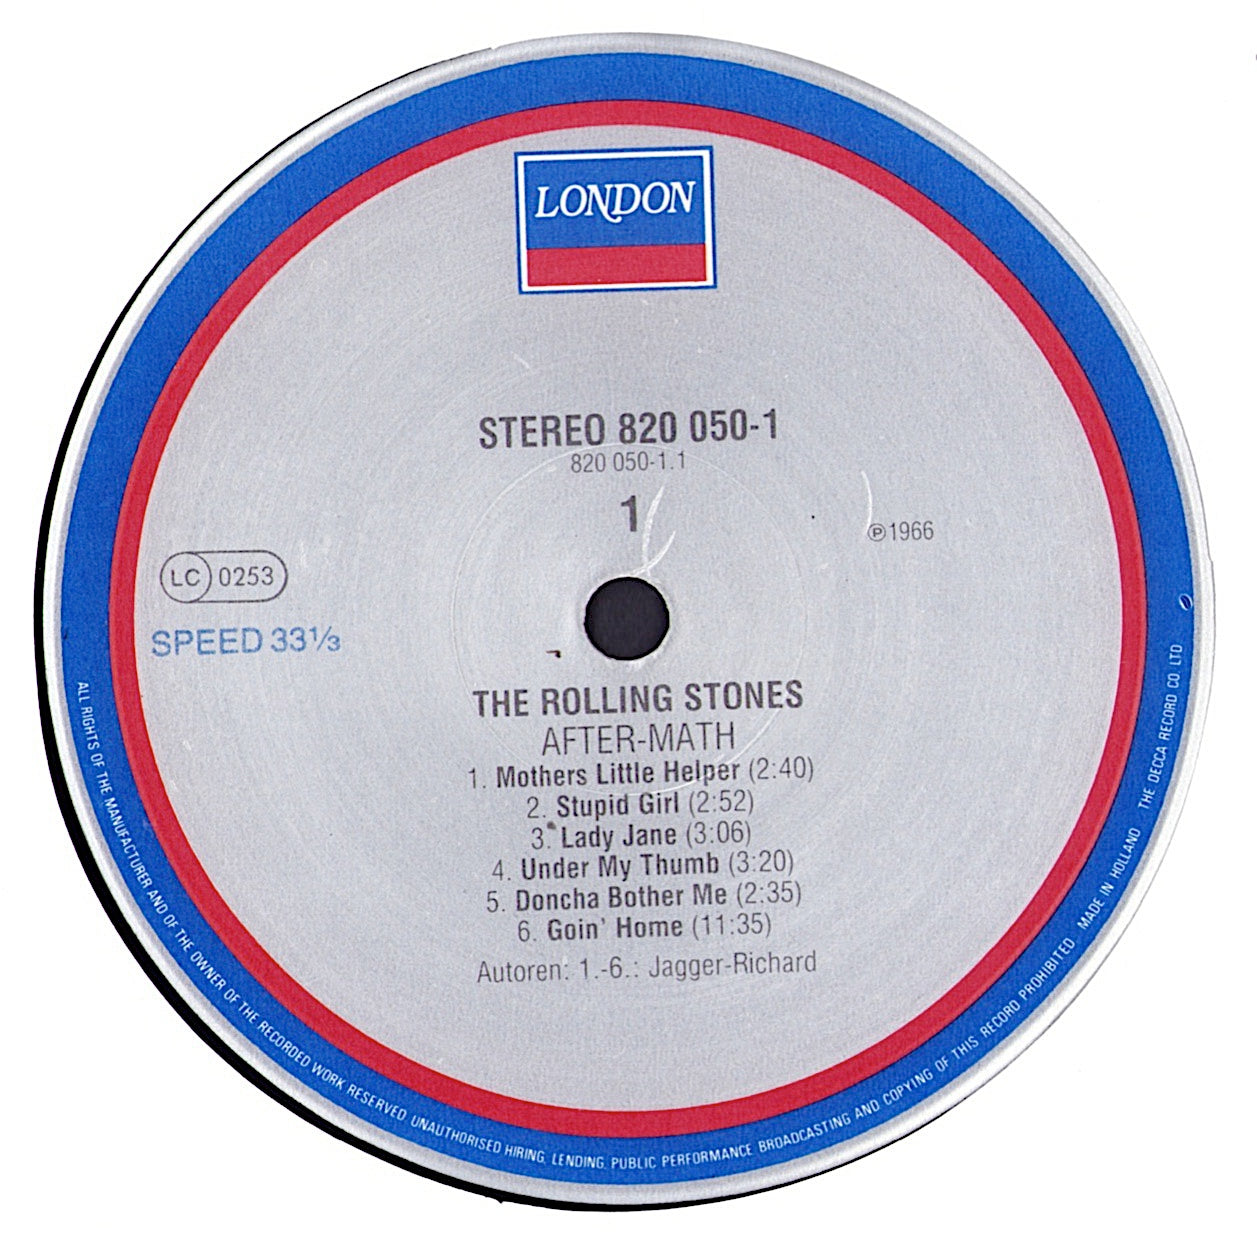 LONDON
STEREO 820 050-1
820 050-1.1
1
℗1966
LC 0253
SPEED 33⅓
THE ROLLING STONES
AFTER-MATH
1. Mothers Little Helper (2:40)
2. Stupid Girl (2:52)
3. Lady Jane (3:06)
4. Under My Thumb (3:20)
5. Doncha Bother Me (2:35)
6. Goin' Home (11:35)
Autoren: 1.-6.: Jagger-Richard
ALL RIGHTS OF THE MANUFACTURER AND OF THE OWNER OF THE RECORDED WORK RESERVED UNAUTHORISED HIRING, LENDING, PUBLIC PERFORMANCE BROADCASTING AND COPYING OF THIS RECORD PROHIBITED MADE IN HOLLAND THE DECCA RECORD CO. LTD